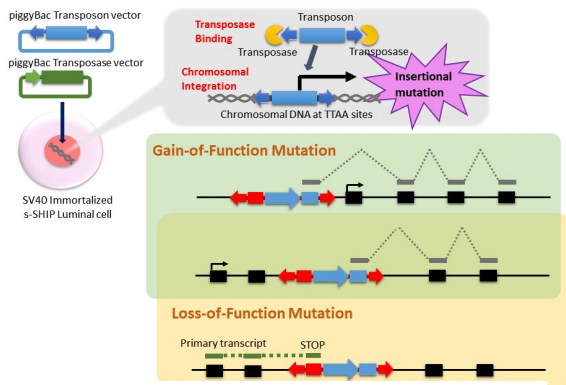 piggyBac Transposon vector
piggyBac Transposase vector
SV40 Immortalized
s-SHIP Luminal cell
Transposase
Binding
Transposon
Transposase
Transposase
Chromosomal
Integration
Insertional
mutation
Chromosomal DNA at TTAA sites
Gain-of-Function Mutation
Loss-of-Function Mutation
Primary transcript
STOP